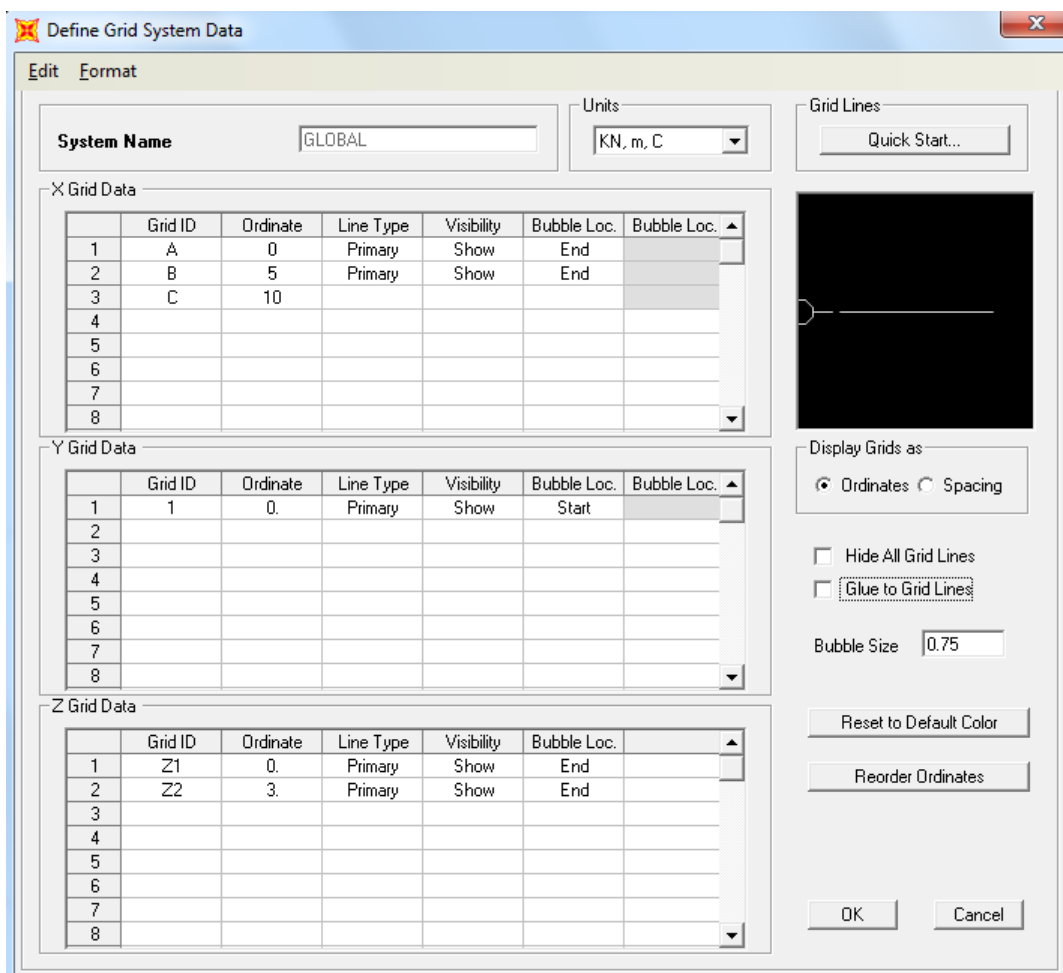 Define Grid System Data
x
Edit Format
System Name GLOBAL
Units
KN, m, C
Grid Lines
Quick Start...
X Grid Data
Grid ID Ordinate Line Type Visibility Bubble Loc. Bubble Loc.
1 A 0 Primary Show End
2 B 5 Primary Show End
3 C 10
4
5
6
7
8
Y Grid Data
Grid ID Ordinate Line Type Visibility Bubble Loc. Bubble Loc.
1 1 0. Primary Show Start
2
3
4
5
6
7
8
Display Grids as
Ordinates Spacing
Hide All Grid Lines
Glue to Grid Lines
Bubble Size 0.75
Z Grid Data
Grid ID Ordinate Line Type Visibility Bubble Loc.
1 Z1 0. Primary Show End
2 Z2 3. Primary Show End
3
4
5
6
7
8
Reset to Default Color
Reorder Ordinates
OK Cancel